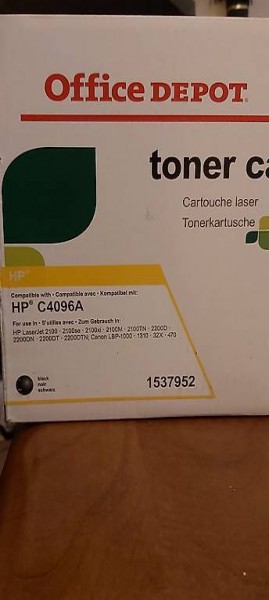 Office DEPOT.
toner ca
Cartouche laser
Tonerkartusche
HP®
Compatible with • Compatible avec • Kompatibel mit:
HP® C4096A
For use in • S'utilise avec • Zum Gebrauch in:
HP LaserJet 2100 - 2100se - 2100xi - 2100M - 2100TN - 2200D -
2200DN - 2200DT - 2200DTN; Canon LBP-1000 - 1310 - 32X - 470
black
noir
schwarz
1537952